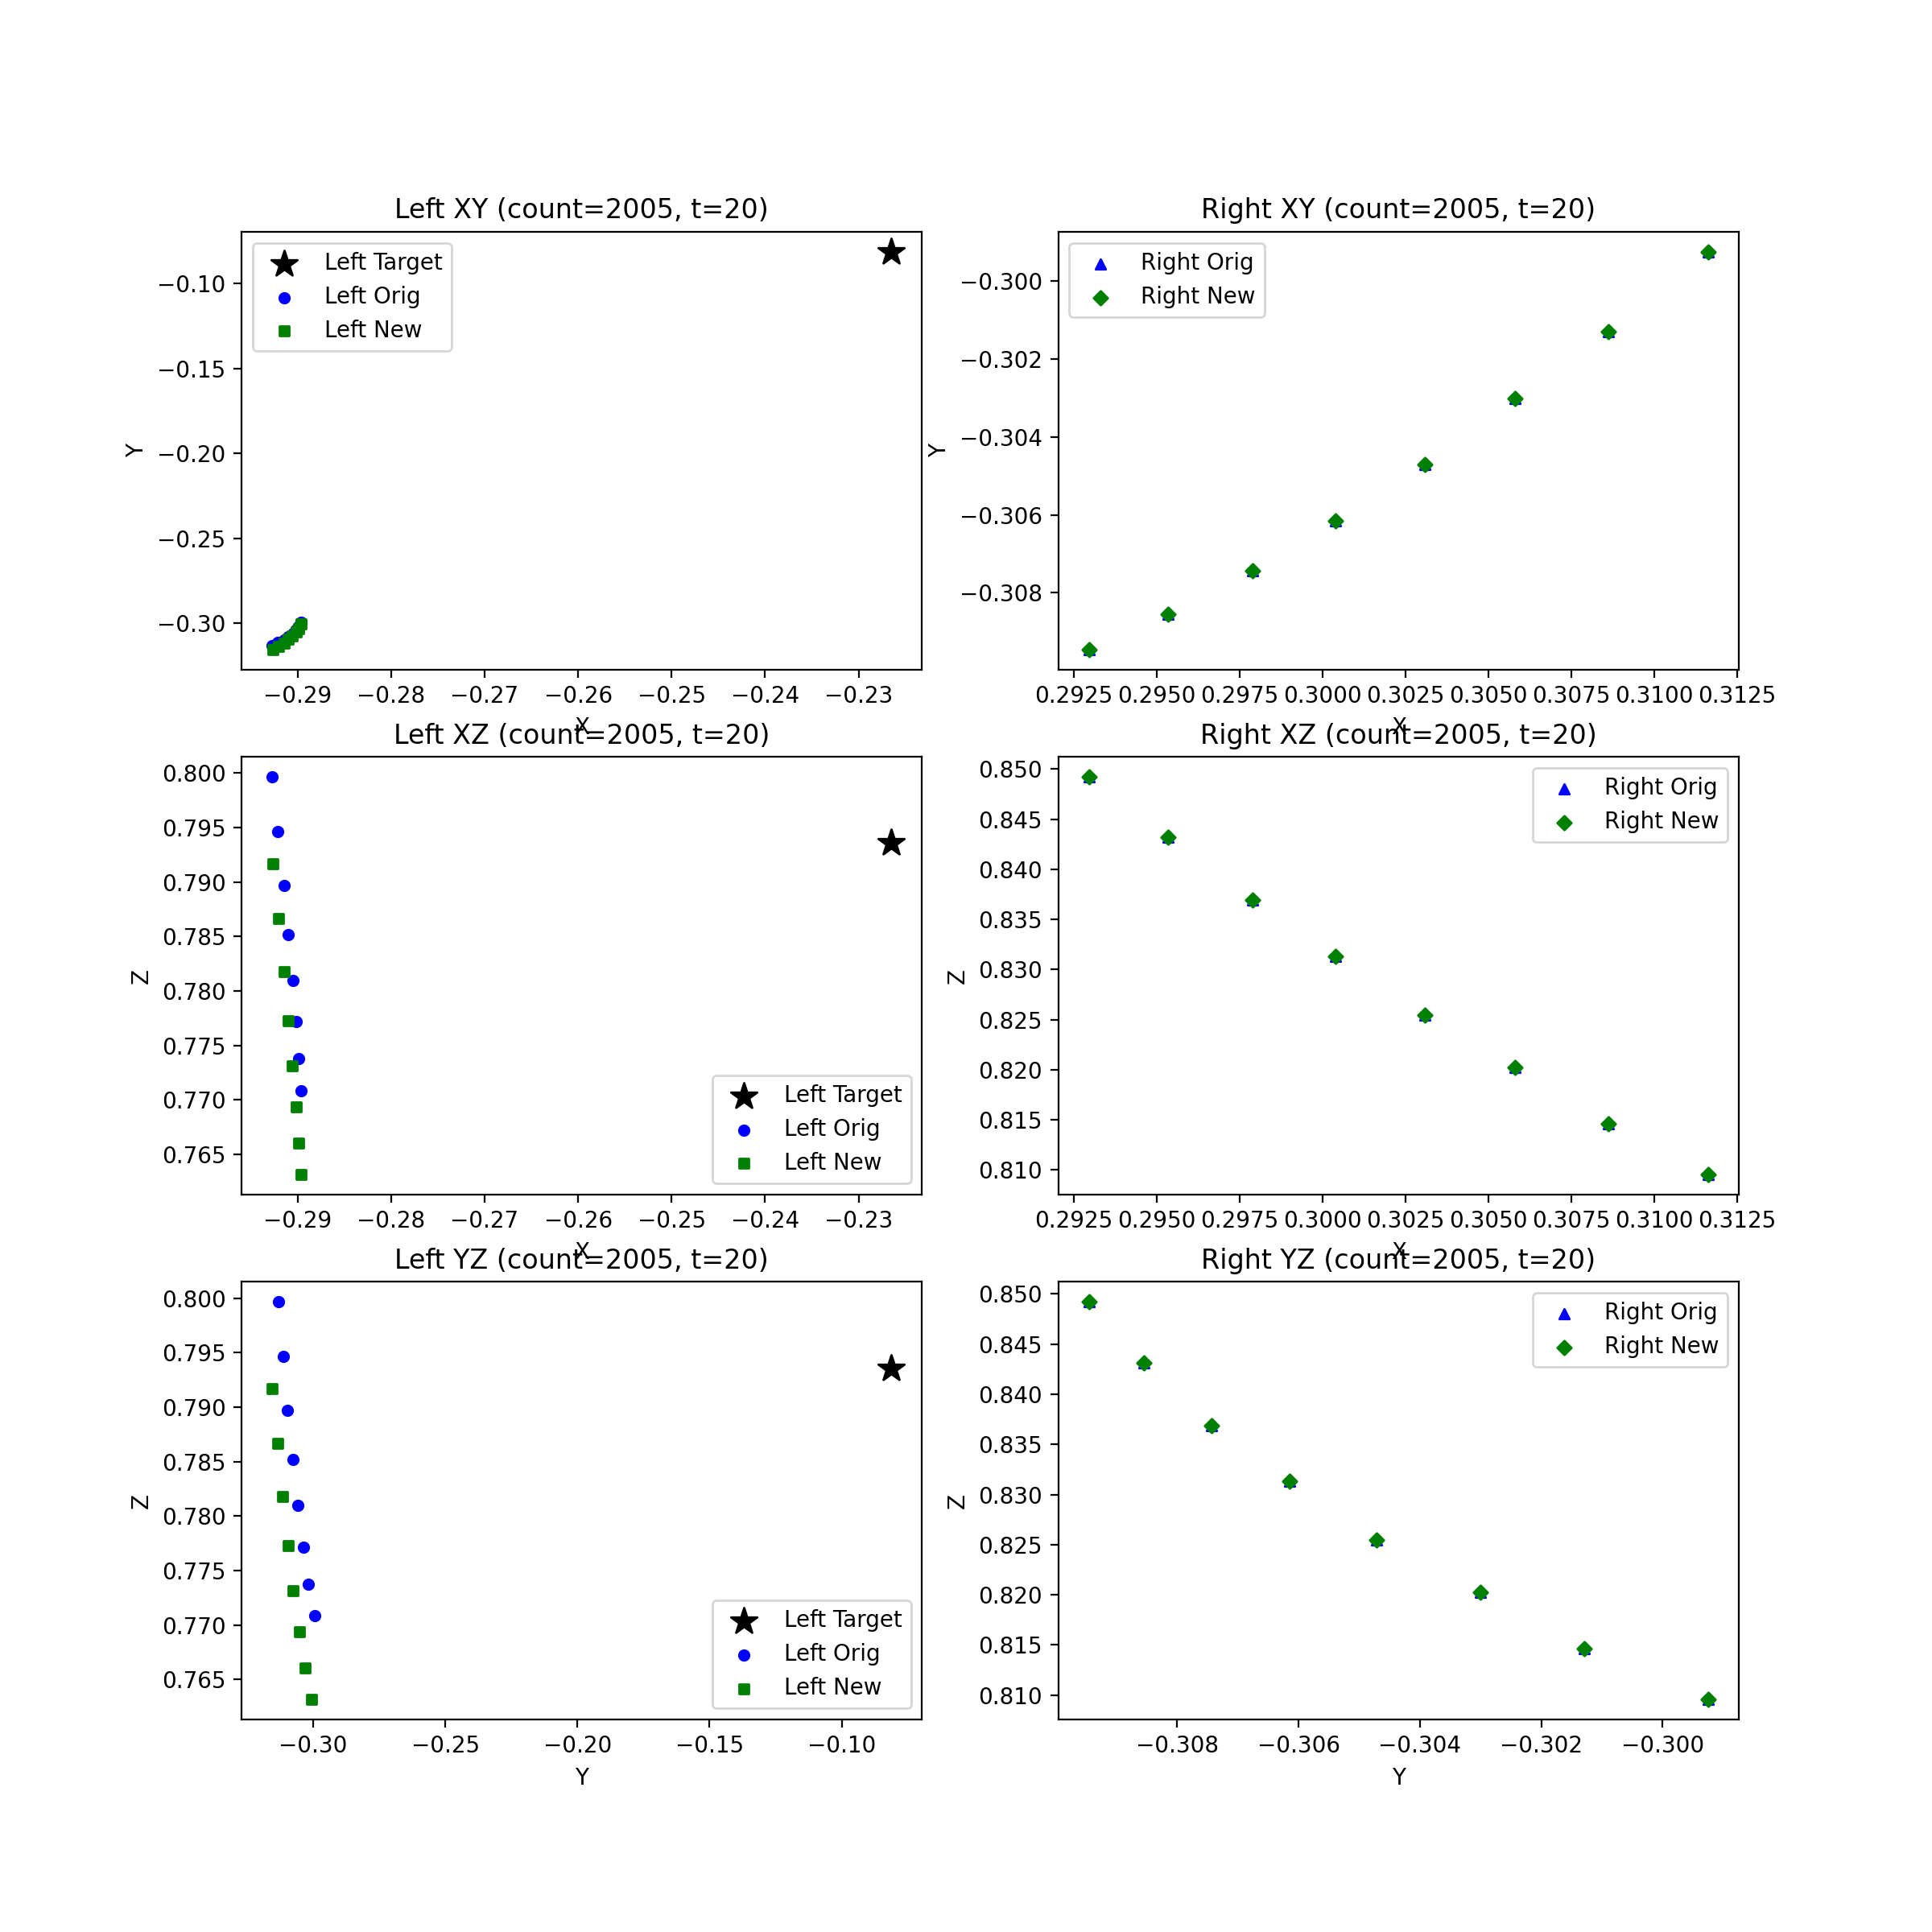 Left XY (count=2005, t=20)
Left Target
Left Orig
Left New
−0.10
−0.15
−0.20
−0.25
−0.30
Y
−0.29 −0.28 −0.27 −0.26 −0.25 −0.24 −0.23
X
Right XY (count=2005, t=20)
Right Orig
Right New
−0.300
−0.302
−0.304
−0.306
−0.308
Y
0.2925 0.2950 0.2975 0.3000 0.3025 0.3050 0.3075 0.3100 0.3125
X
Left XZ (count=2005, t=20)
0.800
0.795
0.790
0.785
0.780
0.775
0.770
0.765
Z
Left Target
Left Orig
Left New
−0.29 −0.28 −0.27 −0.26 −0.25 −0.24 −0.23
X
Right XZ (count=2005, t=20)
Right Orig
Right New
0.850
0.845
0.840
0.835
0.830
0.825
0.820
0.815
0.810
Z
0.2925 0.2950 0.2975 0.3000 0.3025 0.3050 0.3075 0.3100 0.3125
X
Left YZ (count=2005, t=20)
0.800
0.795
0.790
0.785
0.780
0.775
0.770
0.765
Z
Left Target
Left Orig
Left New
−0.30 −0.25 −0.20 −0.15 −0.10
Y
Right YZ (count=2005, t=20)
Right Orig
Right New
0.850
0.845
0.840
0.835
0.830
0.825
0.820
0.815
0.810
Z
−0.308 −0.306 −0.304 −0.302 −0.300
Y